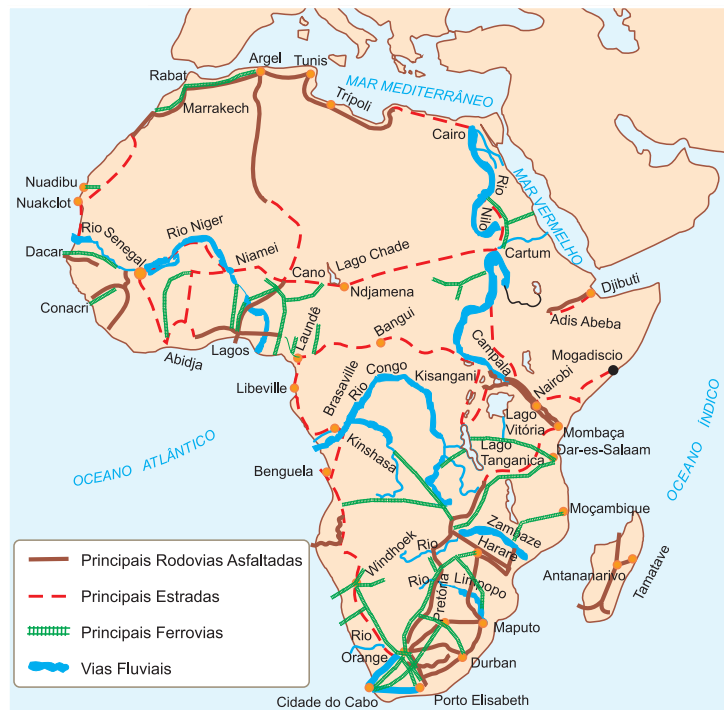 Argel
Tunis
Rabat
Marrakech
Trípoli
MAR MEDITERRÂNEO
Cairo
Nuadibu
Nuakclot
Rio Nilo
MAR VERMELHO
Rio Senegal
Rio Niger
Dacar
Niamei
Cano
Lago Chade
Cartum
Ndjamena
Djibuti
Conacri
Adis Abeba
Abidja
Lagos
Laundê
Bangui
Campala
Mogadiscio
Libeville
Brasaville
Rio Congo
Kisangani
Nairobi
Lago
Vitória
OCEANO ÍNDICO
OCEANO ATLÂNTICO
Kinshasa
Lago
Tanganica
Mombaça
Dar-es-Salaam
Benguela
Moçambique
Rio Zambaze
Harare
Windhoek
Antananarivo
Tamatave
Rio Limpopo
Pretória
Maputo
Rio
Orange
Durban
Cidade do Cabo
Porto Elisabeth
Principais Rodovias Asfaltadas
Principais Estradas
Principais Ferrovias
Vias Fluviais